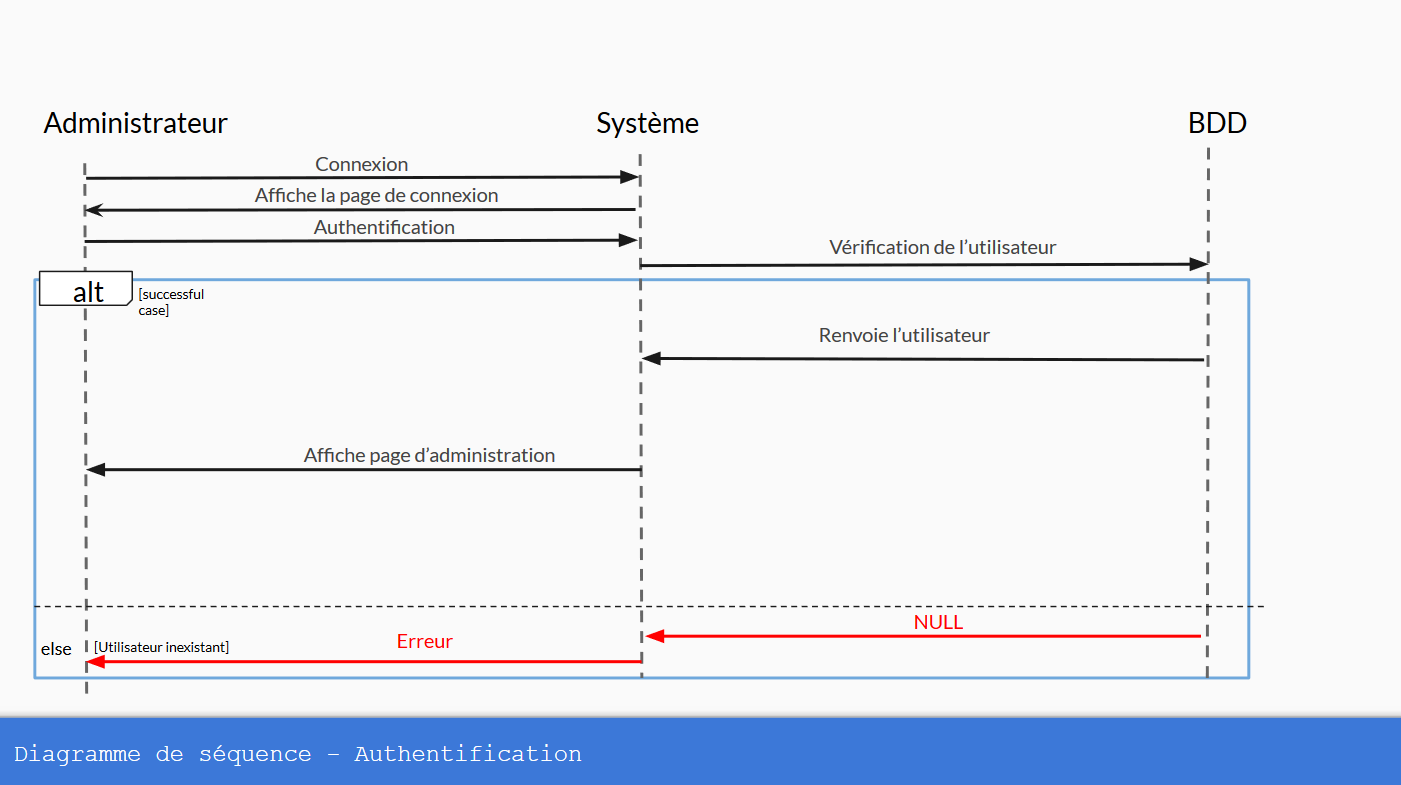 Administrateur
Système
BDD
Connexion
Affiche la page de connexion
Authentification
Vérification de l’utilisateur
alt
[successful
case]
Renvoie l’utilisateur
Affiche page d’administration
NULL
else
[Utilisateur inexistant]
Erreur
Diagramme de séquence - Authentification